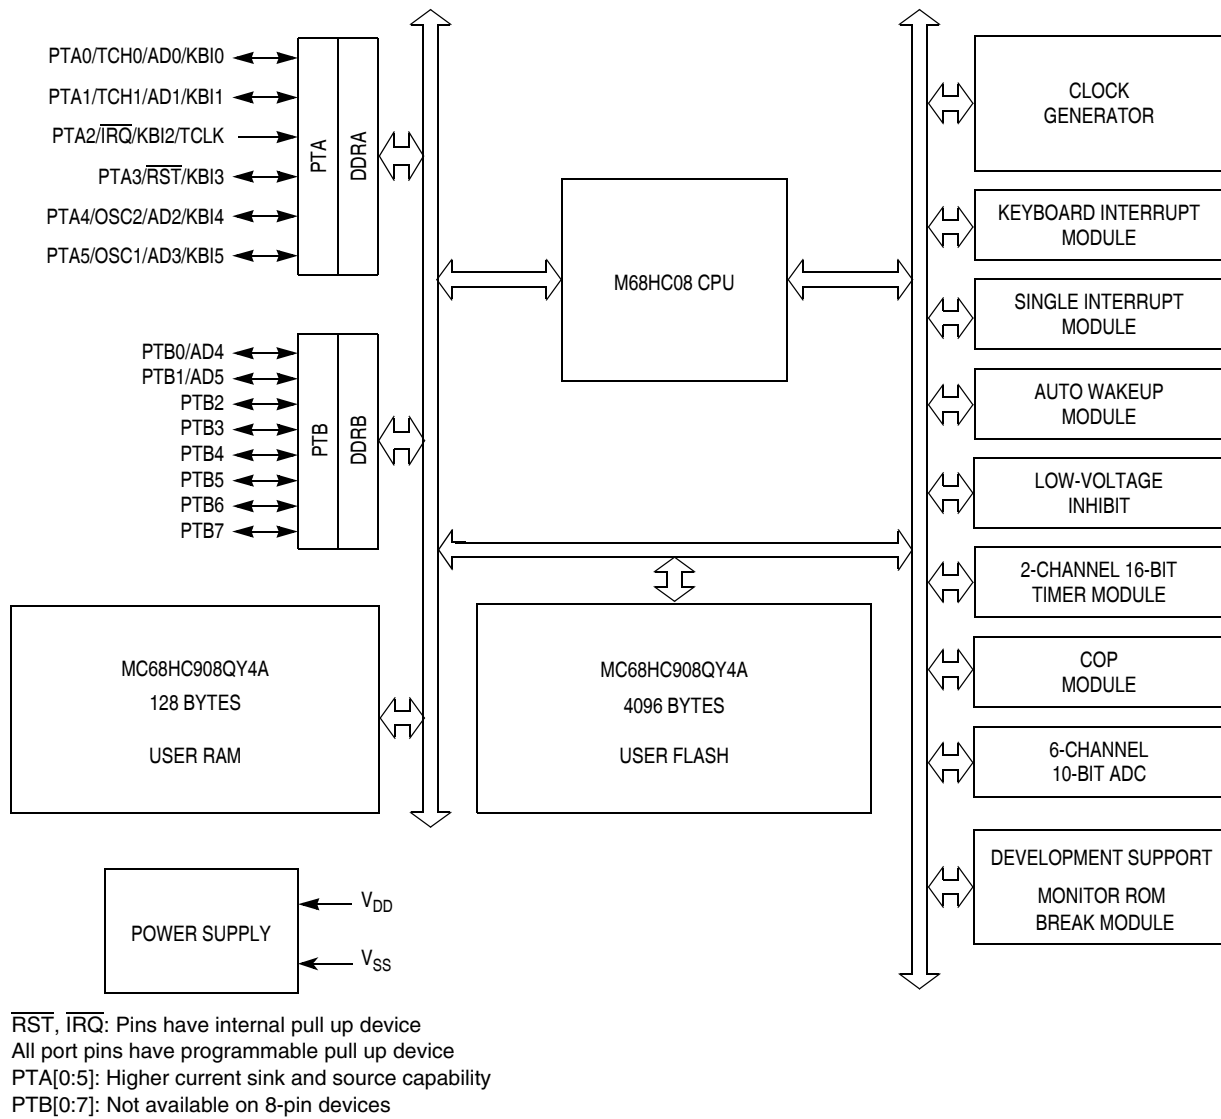 PTA0/TCH0/AD0/KBI0
PTA1/TCH1/AD1/KBI1
PTA2/I̅R̅Q̅/KBI2/TCLK
PTA3/R̅S̅T̅/KBI3
PTA4/OSC2/AD2/KBI4
PTA5/OSC1/AD3/KBI5
PTA
DDRA
PTB0/AD4
PTB1/AD5
PTB2
PTB3
PTB4
PTB5
PTB6
PTB7
PTB
DDRB
M68HC08 CPU
CLOCK
GENERATOR
KEYBOARD INTERRUPT
MODULE
SINGLE INTERRUPT
MODULE
AUTO WAKEUP
MODULE
LOW-VOLTAGE
INHIBIT
2-CHANNEL 16-BIT
TIMER MODULE
COP
MODULE
6-CHANNEL
10-BIT ADC
DEVELOPMENT SUPPORT
MONITOR ROM
BREAK MODULE
MC68HC908QY4A
128 BYTES
USER RAM
MC68HC908QY4A
4096 BYTES
USER FLASH
POWER SUPPLY
VDD
VSS
R̅S̅T̅, I̅R̅Q̅: Pins have internal pull up device
All port pins have programmable pull up device
PTA[0:5]: Higher current sink and source capability
PTB[0:7]: Not available on 8-pin devices